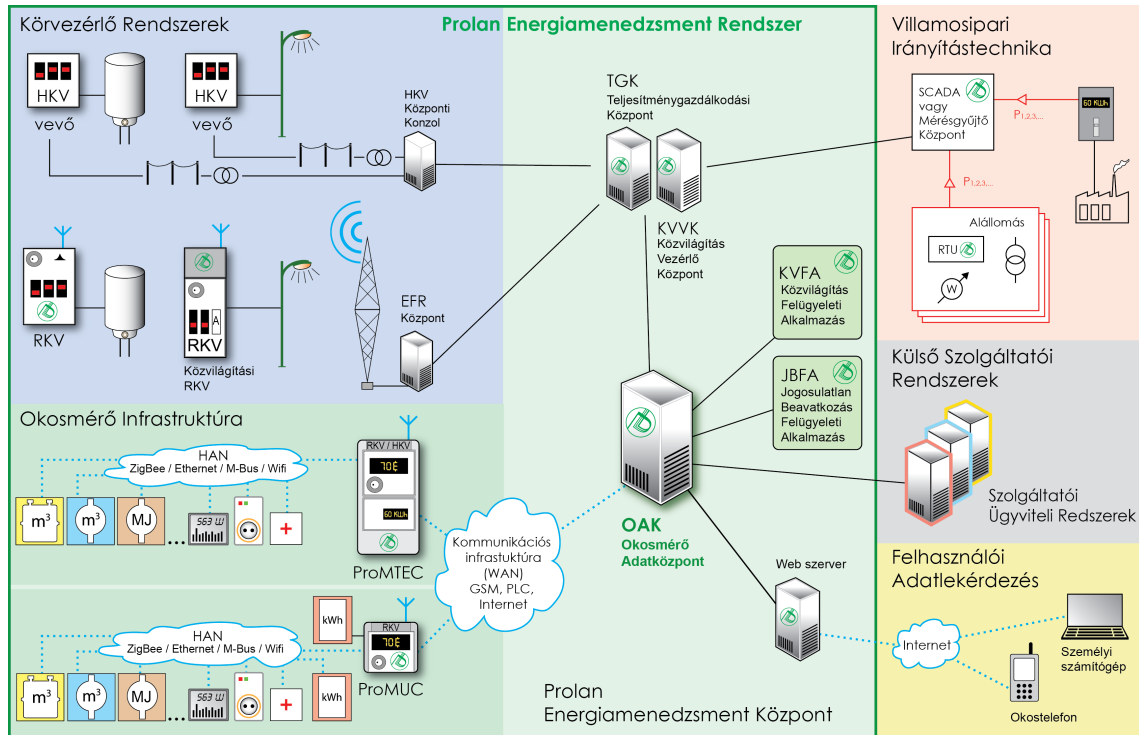 Körvezérlő Rendszerek
HKV
vevő
HKV
vevő
HKV
Központi
Konzol
RKV
A
RKV
Közvilágítási
RKV
EFR
Központ
Prolan Energiamenedzsment Rendszer
TGK
Teljesítménygazdálkodási
Központ
KVVK
Közvilágítás
Vezérlő
Központ
KVFA
Közvilágítás
Felügyeleti
Alkalmazás
JBFA
Jogosulatlan
Beavatkozás
Felügyeleti
Alkalmazás
OAK
Okosmérő
Adatközpont
Web szerver
Prolan
Energiamenedzsment Központ
Villamosipari
Irányítástechnika
SCADA
vagy
Mérésgyűjtő
Központ
P1,2,3,...
60 KWh
P1,2,3,...
Alállomás
RTU
W
Külső Szolgáltatói
Rendszerek
Szolgáltatói
Ügyviteli Redszerek
Felhasználói
Adatlekérdezés
Internet
Személyi
számítógép
Okostelefon
Okosmérő Infrastruktúra
HAN
ZigBee / Ethernet / M-Bus / Wifi
m³
m³
MJ
...
563 W
+
RKV / HKV
70€
60 KWh
ProMTEC
Kommunikációs
infrastuktúra
(WAN)
GSM, PLC,
Internet
HAN
ZigBee / Ethernet / M-Bus / Wifi
kWh
RKV
70€
ProMUC
m³
m³
MJ
...
563 W
+
kWh